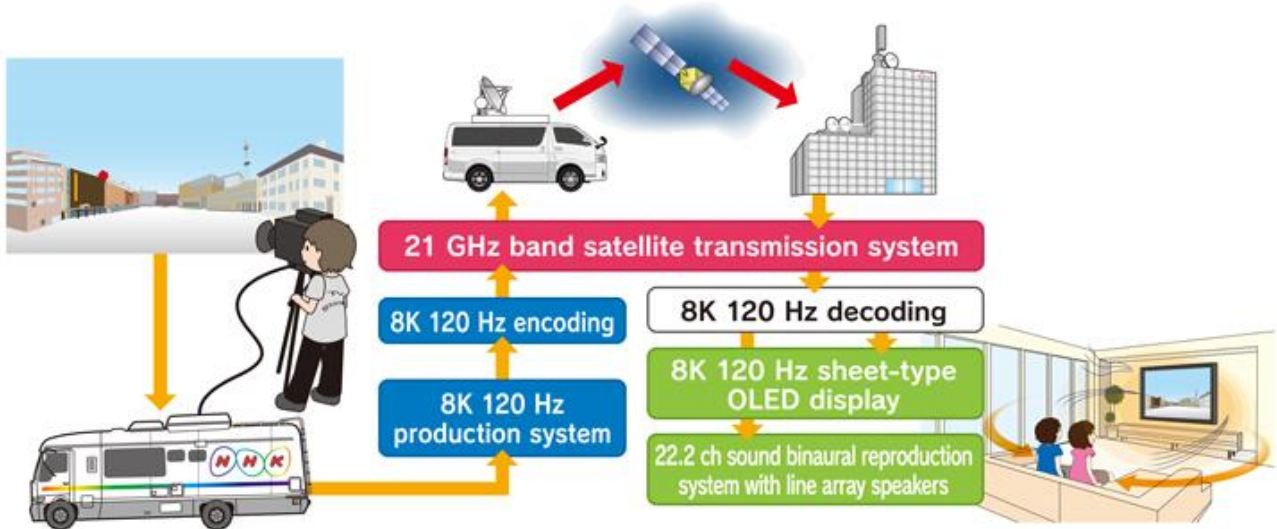 21 GHz band satellite transmission system
8K 120 Hz encoding
8K 120 Hz
production system
NHK
8K 120 Hz decoding
8K 120 Hz sheet-type
OLED display
22.2 ch sound binaural reproduction
system with line array speakers